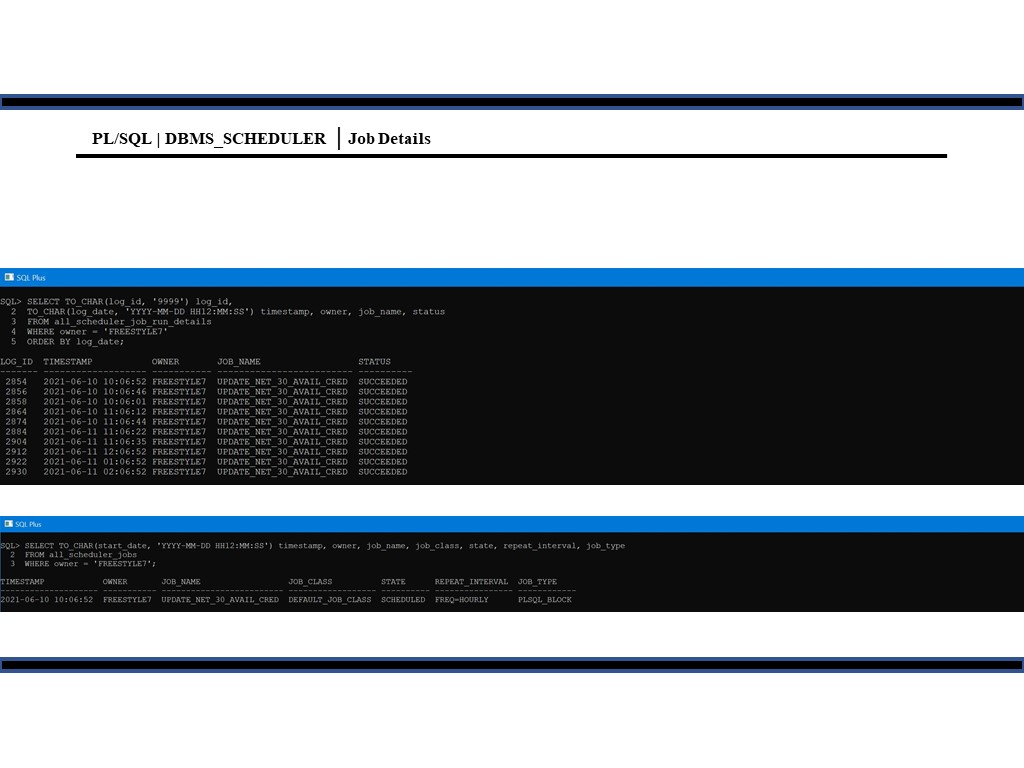 PL/SQL | DBMS_SCHEDULER | Job Details
SQL Plus
SQL> SELECT TO_CHAR(log_id, '9999') log_id,
2 TO_CHAR(log_date, 'YYYY-MM-DD HH12:MM:SS') timestamp, owner, job_name, status
3 FROM all_scheduler_job_run_details
4 WHERE owner = 'FREESTYLE7'
5 ORDER BY log_date;
LOG_ID TIMESTAMP OWNER JOB_NAME STATUS
------- ------------------- ----------- ------------------------- ----------
2854 2021-06-10 10:06:52 FREESTYLE7 UPDATE_NET_30_AVAIL_CRED SUCCEEDED
2856 2021-06-10 10:06:46 FREESTYLE7 UPDATE_NET_30_AVAIL_CRED SUCCEEDED
2858 2021-06-10 10:06:01 FREESTYLE7 UPDATE_NET_30_AVAIL_CRED SUCCEEDED
2864 2021-06-10 11:06:12 FREESTYLE7 UPDATE_NET_30_AVAIL_CRED SUCCEEDED
2874 2021-06-10 11:06:44 FREESTYLE7 UPDATE_NET_30_AVAIL_CRED SUCCEEDED
2884 2021-06-11 11:06:22 FREESTYLE7 UPDATE_NET_30_AVAIL_CRED SUCCEEDED
2904 2021-06-11 11:06:35 FREESTYLE7 UPDATE_NET_30_AVAIL_CRED SUCCEEDED
2912 2021-06-11 12:06:52 FREESTYLE7 UPDATE_NET_30_AVAIL_CRED SUCCEEDED
2922 2021-06-11 01:06:52 FREESTYLE7 UPDATE_NET_30_AVAIL_CRED SUCCEEDED
2930 2021-06-11 02:06:52 FREESTYLE7 UPDATE_NET_30_AVAIL_CRED SUCCEEDED
SQL Plus
SQL> SELECT TO_CHAR(start_date, 'YYYY-MM-DD HH12:MM:SS') timestamp, owner, job_name, job_class, state, repeat_interval, job_type
2 FROM all_scheduler_jobs
3 WHERE owner = 'FREESTYLE7';
TIMESTAMP OWNER JOB_NAME JOB_CLASS STATE REPEAT_INTERVAL JOB_TYPE
-------------------- ----------- ------------------------- ------------------ ---------- ---------------- ------------
2021-06-10 10:06:52 FREESTYLE7 UPDATE_NET_30_AVAIL_CRED DEFAULT_JOB_CLASS SCHEDULED FREQ=HOURLY PLSQL_BLOCK